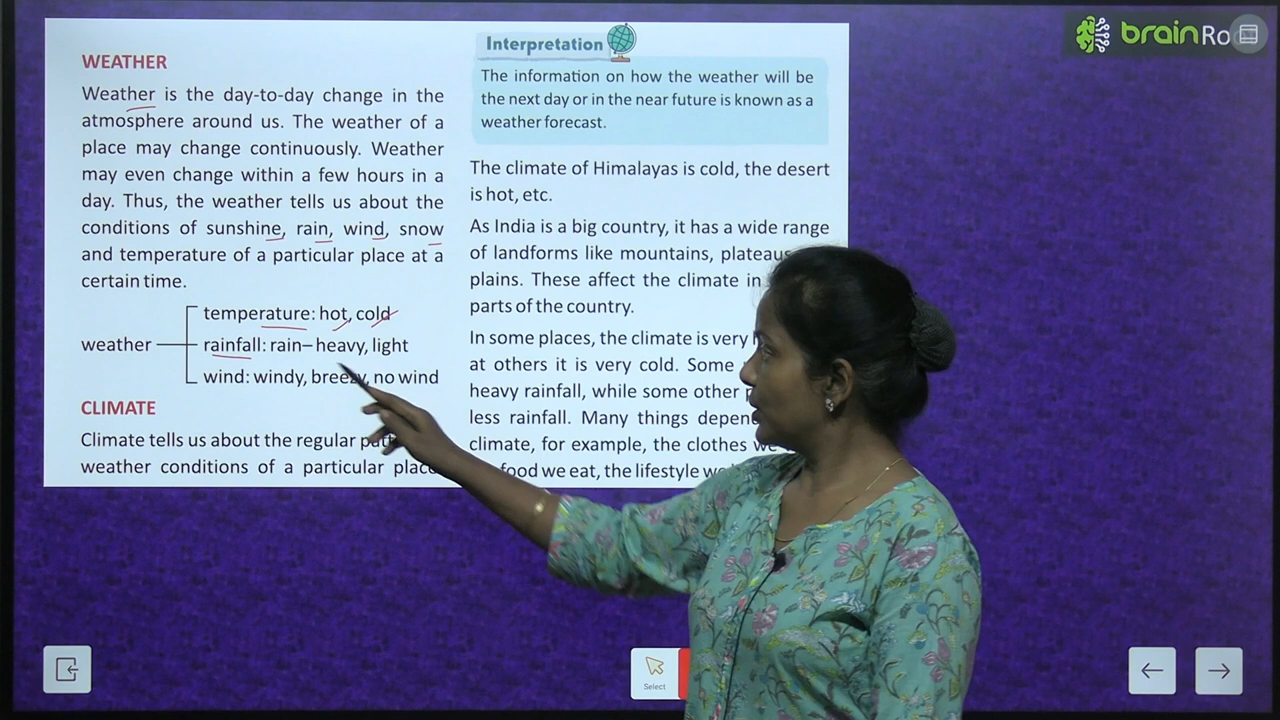 WEATHER
Weather is the day-to-day change in the
atmosphere around us. The weather of a
place may change continuously. Weather
may even change within a few hours in a
day. Thus, the weather tells us about the
conditions of sunshine, rain, wind, snow
and temperature of a particular place at a
certain time.
temperature: hot, cold
weather
rainfall: rain–heavy, light
wind: windy, breezy, no wind
CLIMATE
Climate tells us about the regular
weather conditions of a particular place
Interpretation
The information on how the weather will be
the next day or in the near future is known as a
weather forecast.
The climate of Himalayas is cold, the desert
is hot, etc.
As India is a big country, it has a wide range
of landforms like mountains, plateaus
plains. These affect the climate in
parts of the country.
In some places, the climate is very
at others it is very cold. Some
heavy rainfall, while some other
less rainfall. Many things depend
climate, for example, the clothes we
food we eat, the lifestyle we
brainRo
Select